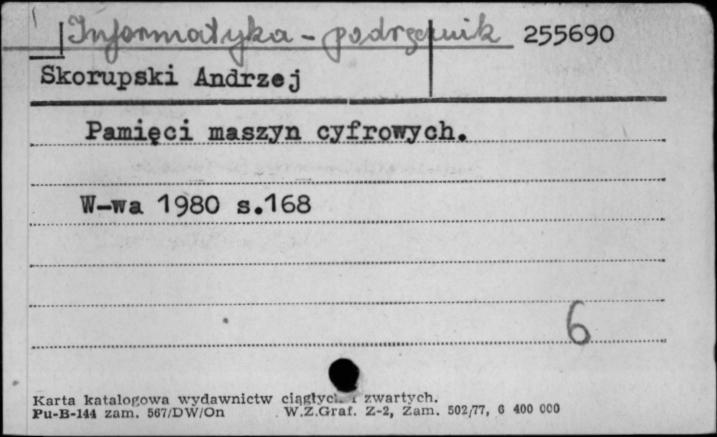 Informatyka - podręcznik 255690
Skorupski Andrzej
Pamięci maszyn cyfrowych.
W-wa 1980 s.168
6
Karta katalogowa wydawnictw ciągłych i zwartych.
Pu-B-144 zam. 567/DW/On W.Z.Graf. Z-2, Zam. 502/77, 6 400 000